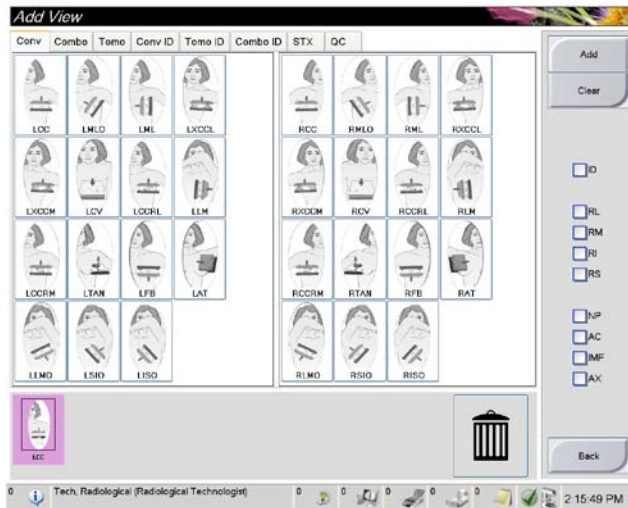 Add View
Conv Combo Tomo Conv ID Tomo ID Combo ID STX QC
LCC LMLO LML LXCCL RCC RMLO RML RXCCL
LXCCM LCV LCCRL LLM RXCCM RCV RCCRL RLM
LCCRM LTAN LFB LAT RCCRM RTAN RFB RAT
LLMO LSIO LISO RLMO RSIO RISO
LCC
Add
Clear
ID
RL
RM
RI
RS
NP
AC
IMF
AX
Back
0 Tech, Radiological (Radiological Technologist) 0 0 0 0 0 2:15:49 PM